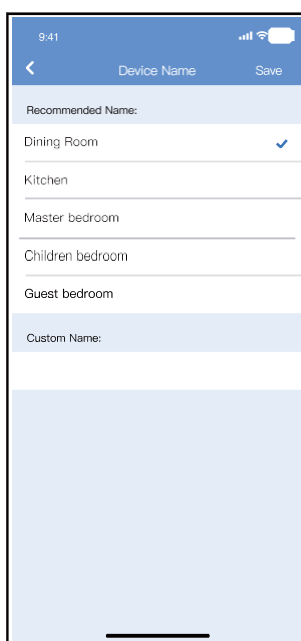 9:41
Device Name Save
Recommended Name:
Dining Room
Kitchen
Master bedroom
Children bedroom
Guest bedroom
Custom Name: